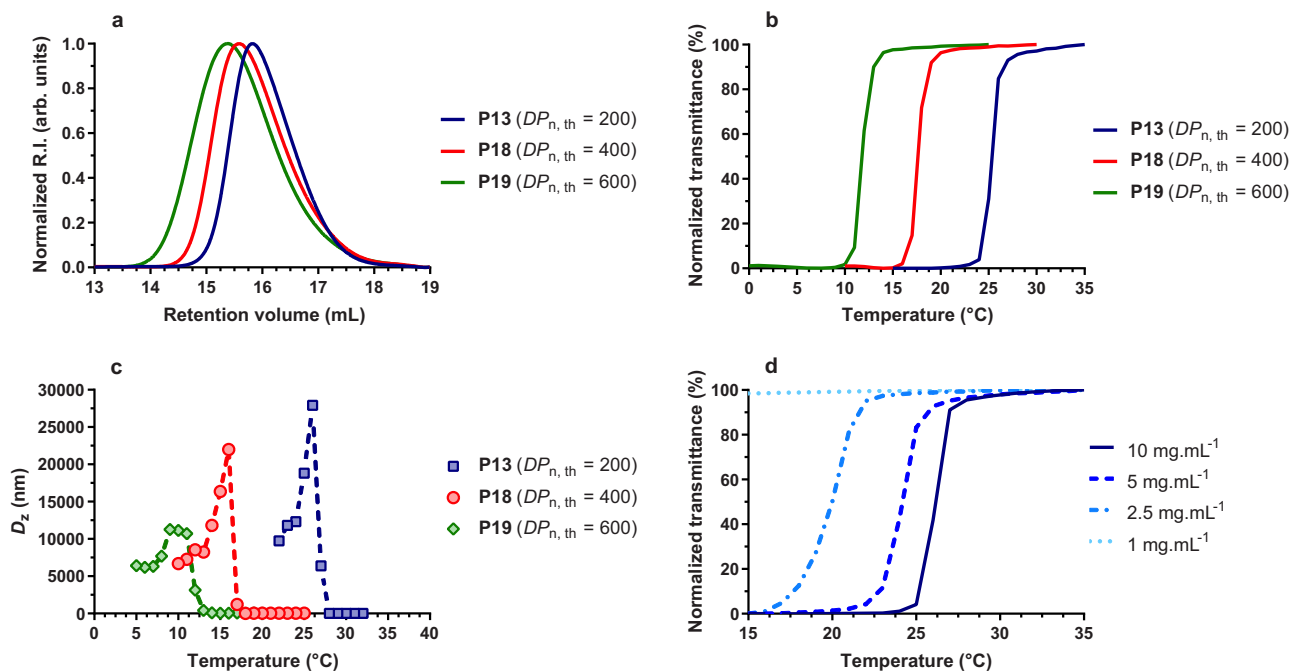 a
Normalized R.I. (arb. units)
1.0
0.8
0.6
0.4
0.2
0.0
13 14 15 16 17 18 19
Retention volume (mL)
P13 (DPn, th = 200)
P18 (DPn, th = 400)
P19 (DPn, th = 600)
b
Normalized transmittance (%)
100
80
60
40
20
0
0 5 10 15 20 25 30 35
Temperature (°C)
P13 (DPn, th = 200)
P18 (DPn, th = 400)
P19 (DPn, th = 600)
c
Dz (nm)
30000
25000
20000
15000
10000
5000
0
0 5 10 15 20 25 30 35 40
Temperature (°C)
P13 (DPn, th = 200)
P18 (DPn, th = 400)
P19 (DPn, th = 600)
d
Normalized transmittance (%)
100
80
60
40
20
0
15 20 25 30 35
Temperature (°C)
10 mg.mL-1
5 mg.mL-1
2.5 mg.mL-1
1 mg.mL-1